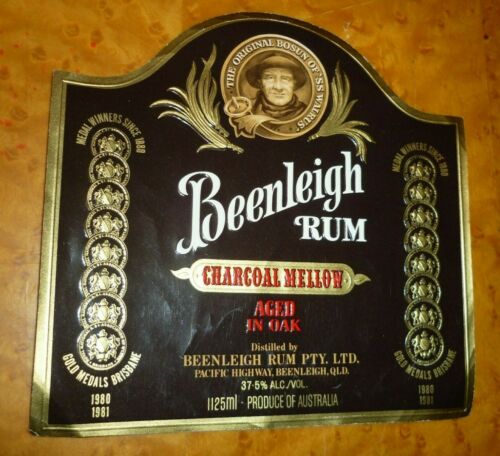 THE ORIGINAL BOSUN OF 'SS WALRUS'
MEDAL WINNERS SINCE 1880
MEDAL WINNERS SINCE 1880
Beenleigh
RUM
CHARCOAL MELLOW
AGED
IN OAK
Distilled by
BEENLEIGH RUM PTY. LTD.
PACIFIC HIGHWAY, BEENLEIGH, QLD.
37·5% ALC./VOL.
1125ml · PRODUCE OF AUSTRALIA
GOLD MEDALS BRISBANE
1980
1981
GOLD MEDALS BRISBANE
1980
1981